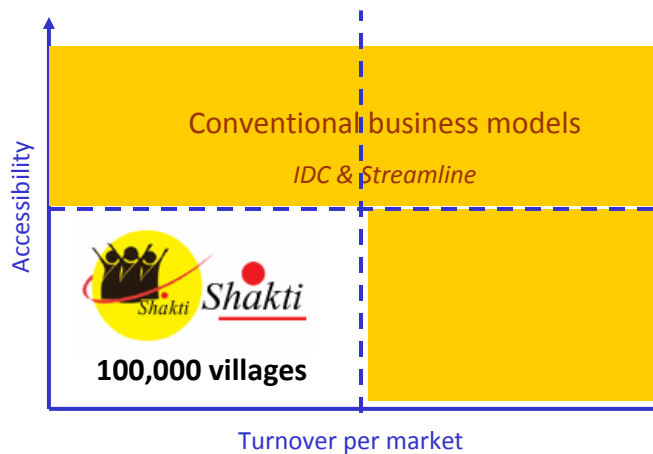 Accessibility
Conventional business models
IDC & Streamline
Shakti
Shakti
100,000 villages
Turnover per market